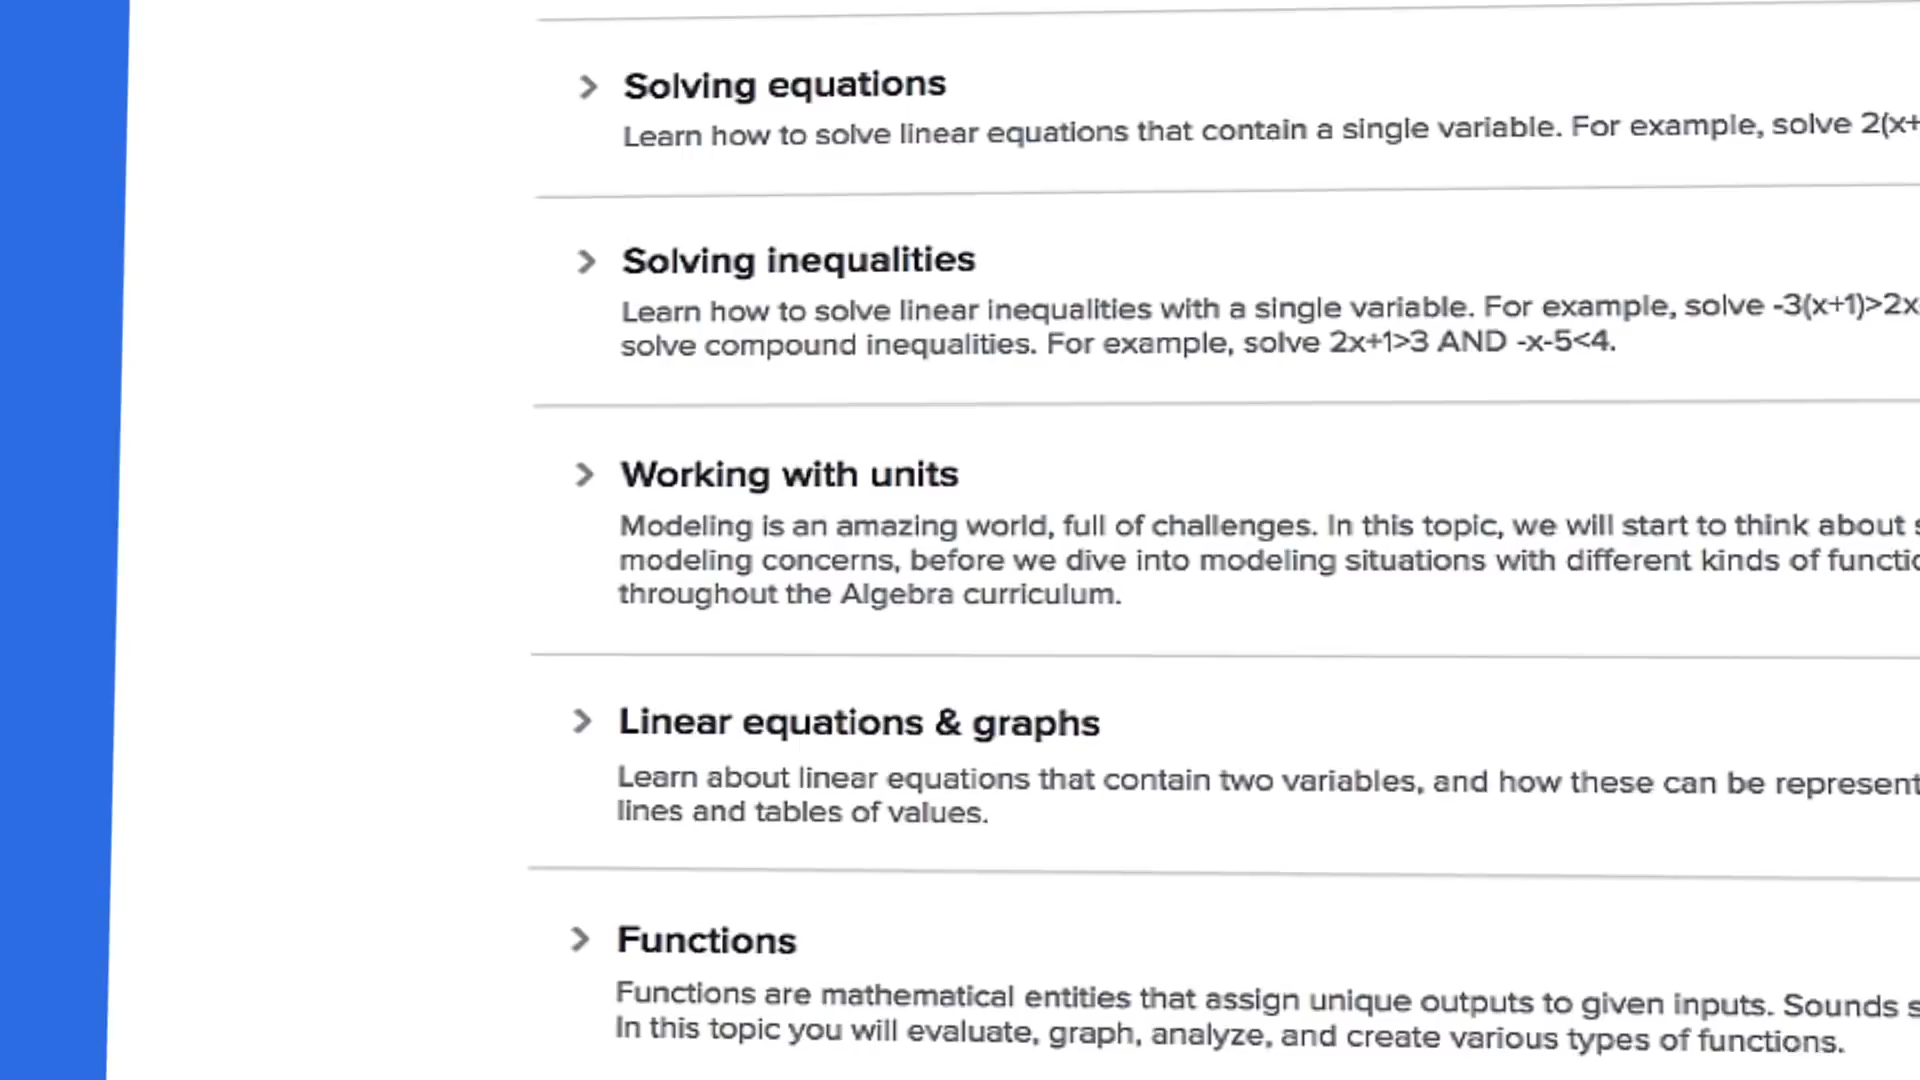 Solving equations
Learn how to solve linear equations that contain a single variable. For example, solve 2(x+
Solving inequalities
Learn how to solve linear inequalities with a single variable. For example, solve -3(x+1)>2x
solve compound inequalities. For example, solve 2x+1>3 AND -x-5<4.
Working with units
Modeling is an amazing world, full of challenges. In this topic, we will start to think about
modeling concerns, before we dive into modeling situations with different kinds of
throughout the Algebra curriculum.
Linear equations & graphs
Learn about linear equations that contain two variables, and how these can be represent
lines and tables of values.
Functions
Functions are mathematical entities that assign unique outputs to given inputs. Sounds
In this topic you will evaluate, graph, analyze, and create various types of functions.